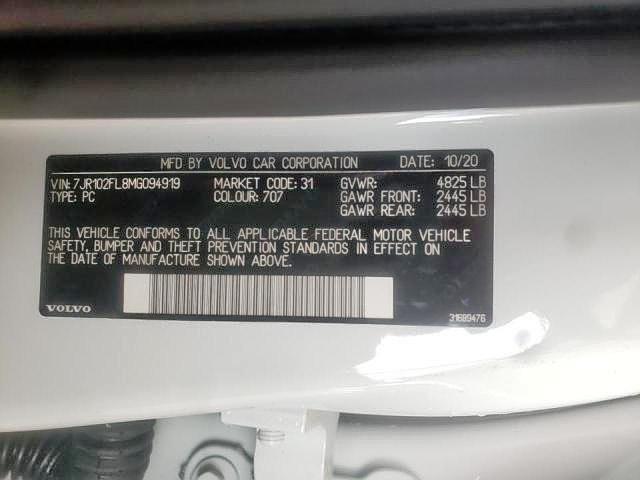 MFD BY VOLVO CAR CORPORATION DATE: 10/20
VIN: 7JR102FL8MG094919 MARKET CODE: 31 GVWR: 4825 LB
TYPE: PC COLOUR: 707 GAWR FRONT: 2445 LB
GAWR REAR: 2445 LB
THIS VEHICLE CONFORMS TO ALL APPLICABLE FEDERAL MOTOR VEHICLE
SAFETY, BUMPER AND THEFT PREVENTION STANDARDS IN EFFECT ON
THE DATE OF MANUFACTURE SHOWN ABOVE.
VOLVO 31689476